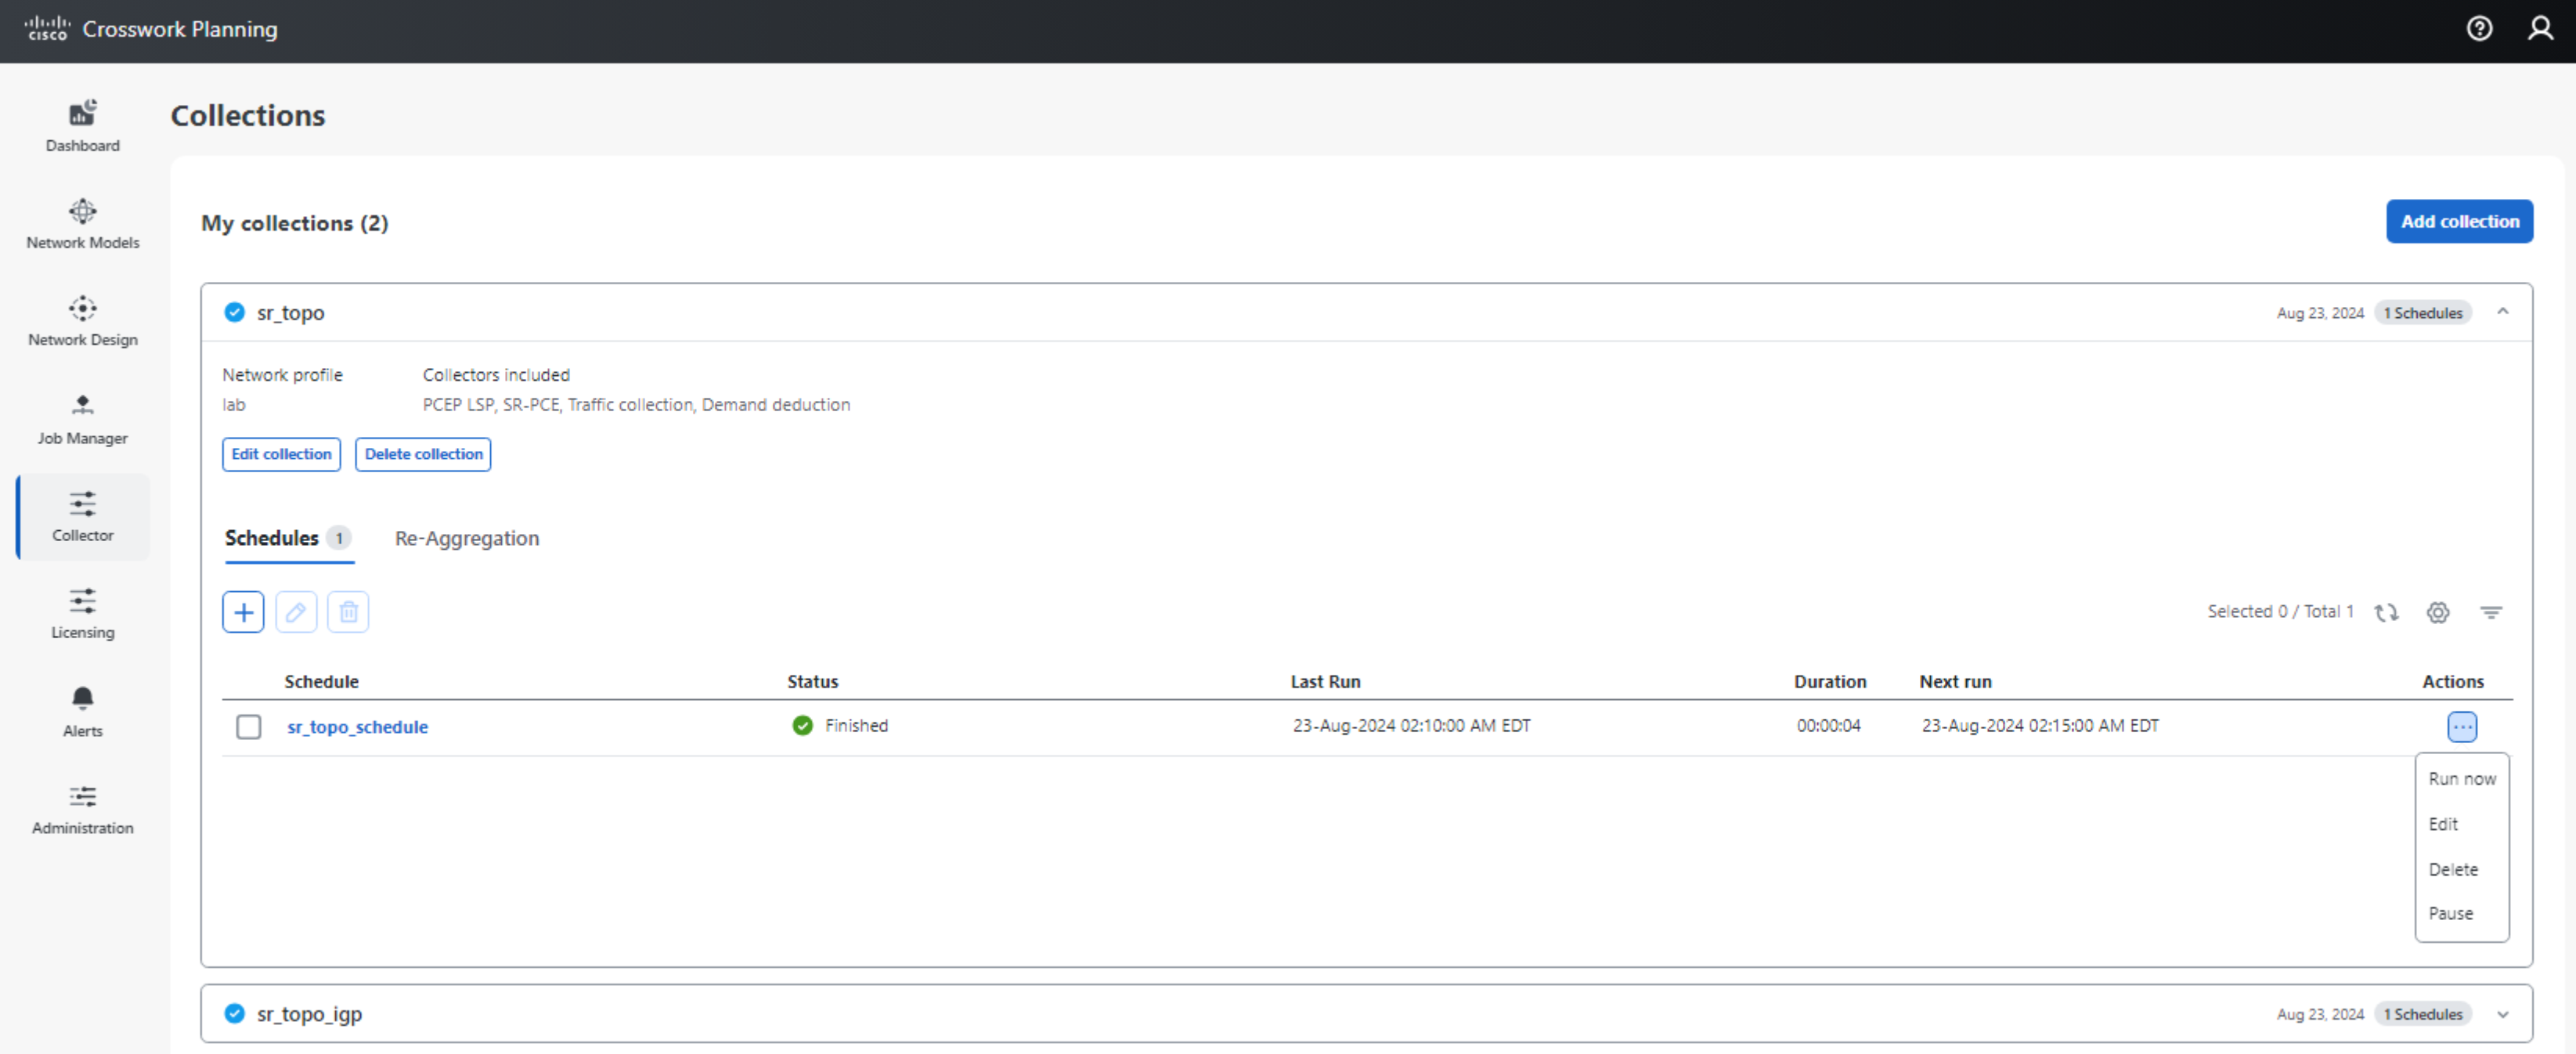 cisco Crosswork Planning
Dashboard
Network Models
Network Design
Job Manager
Collector
Licensing
Alerts
Administration
Collections
My collections (2)
Add collection
sr_topo
Aug 23, 2024 1 Schedules
Network profile Collectors included
lab PCEP LSP, SR-PCE, Traffic collection, Demand deduction
Edit collection Delete collection
Schedules 1 Re-Aggregation
Selected 0 / Total 1
Schedule Status Last Run Duration Next run Actions
sr_topo_schedule Finished 23-Aug-2024 02:10:00 AM EDT 00:00:04 23-Aug-2024 02:15:00 AM EDT
Run now
Edit
Delete
Pause
sr_topo_igp
Aug 23, 2024 1 Schedules